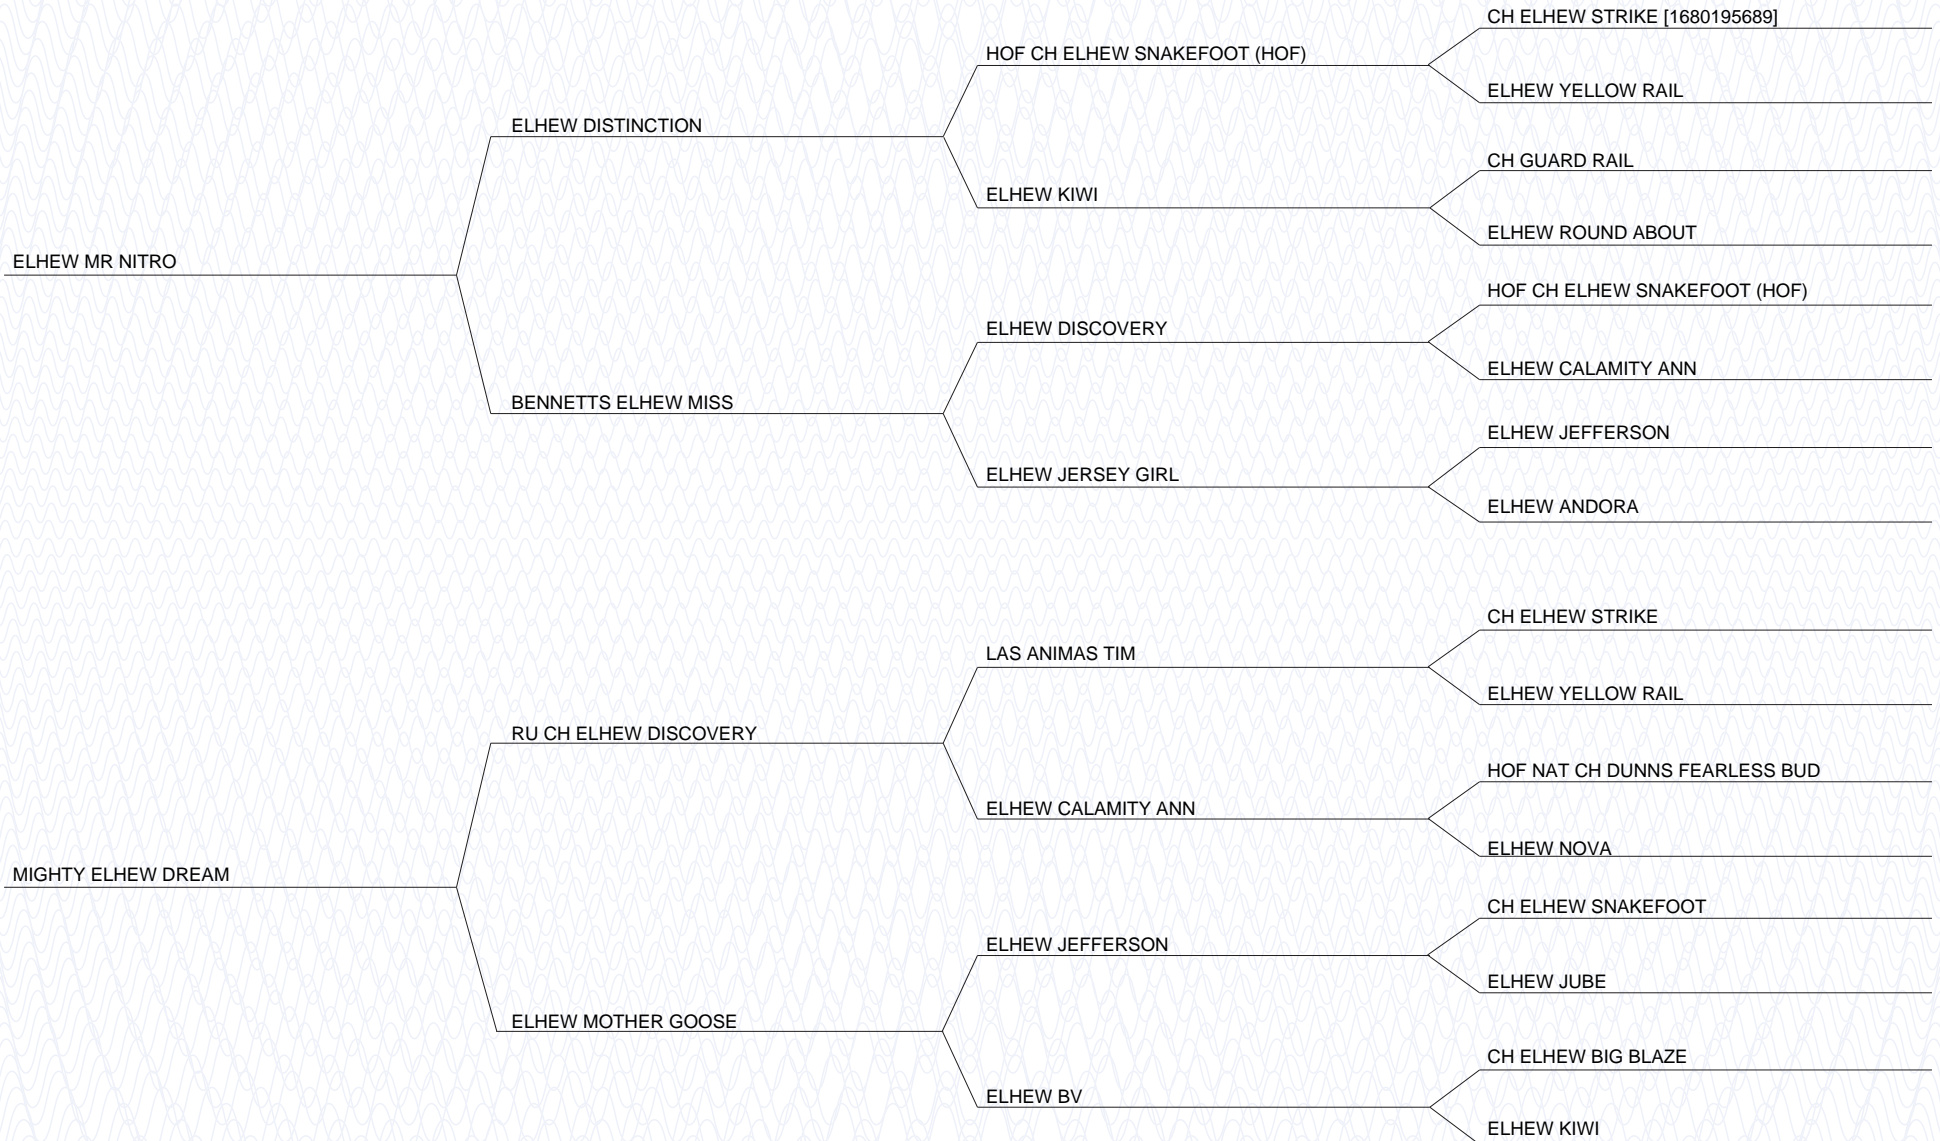 CH ELHEW STRIKE [1680195689]
HOF CH ELHEW SNAKEFOOT (HOF)
ELHEW YELLOW RAIL
ELHEW DISTINCTION
CH GUARD RAIL
ELHEW KIWI
ELHEW ROUND ABOUT
ELHEW MR NITRO
HOF CH ELHEW SNAKEFOOT (HOF)
ELHEW DISCOVERY
ELHEW CALAMITY ANN
BENNETTS ELHEW MISS
ELHEW JEFFERSON
ELHEW JERSEY GIRL
ELHEW ANDORA
CH ELHEW STRIKE
LAS ANIMAS TIM
ELHEW YELLOW RAIL
RU CH ELHEW DISCOVERY
HOF NAT CH DUNNS FEARLESS BUD
ELHEW CALAMITY ANN
ELHEW NOVA
MIGHTY ELHEW DREAM
CH ELHEW SNAKEFOOT
ELHEW JEFFERSON
ELHEW JUBE
ELHEW MOTHER GOOSE
CH ELHEW BIG BLAZE
ELHEW BV
ELHEW KIWI